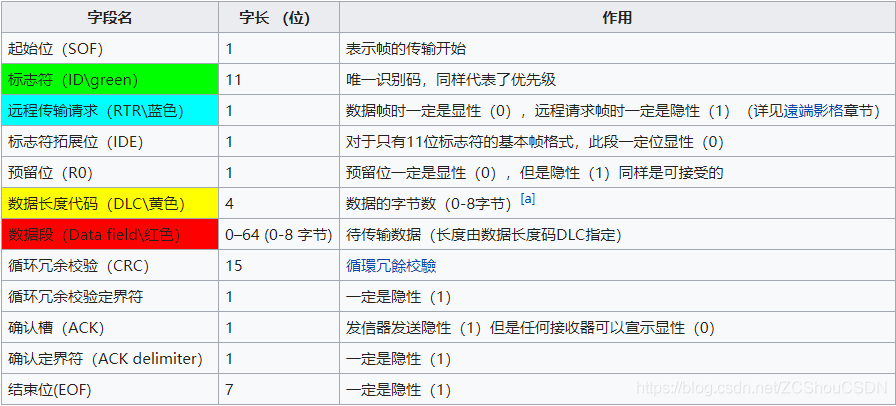 字段名 字长 （位） 作用
起始位（SOF） 1 表示帧的传输开始
标志符（ID\green） 11 唯一识别码，同样代表了优先级
远程传输请求（RTR\蓝色） 1 数据帧时一定是显性（0），远程请求帧时一定是隐性（1）（详见遠端影格章节）
标志符拓展位（IDE） 1 对于只有11位标志符的基本帧格式，此段一定位显性（0）
预留位（R0） 1 预留位一定是显性（0），但是隐性（1）同样是可接受的
数据长度代码（DLC\黄色） 4 数据的字节数（0-8字节）[a]
数据段（Data field\红色） 0–64 (0-8 字节) 待传输数据（长度由数据长度码DLC指定）
循环冗余校验（CRC） 15 循環冗餘校驗
循环冗余校验定界符 1 一定是隐性（1）
确认槽（ACK） 1 发信器发送隐性（1）但是任何接收器可以宣示显性（0）
确认定界符（ACK delimiter） 1 一定是隐性（1）
结束位(EOF) 7 一定是隐性（1）
https://blog.csdn.net/ZCShouCSDN